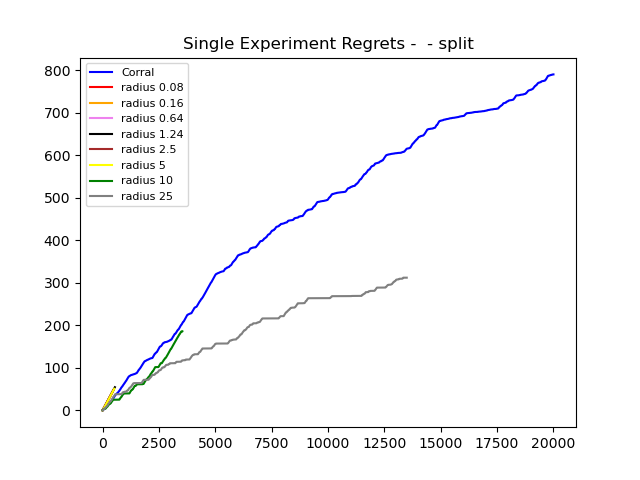 Single Experiment Regrets -  - split
Corral
radius 0.08
radius 0.16
radius 0.64
radius 1.24
radius 2.5
radius 5
radius 10
radius 25
800
700
600
500
400
300
200
100
0
0 2500 5000 7500 10000 12500 15000 17500 20000